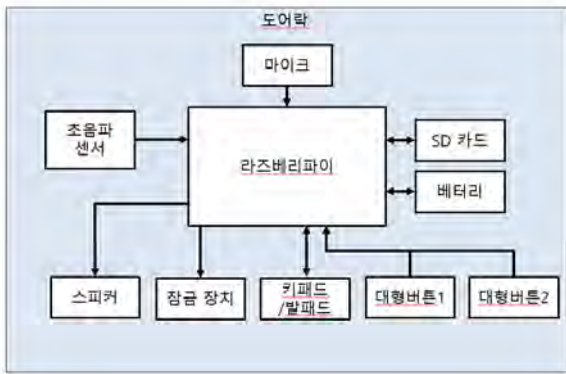 도어락
마이크
초음파
센서
라즈베리파이
SD 카드
베터리
스피커
잠금 장치
키패드
/발패드
대형버튼1
대형버튼2